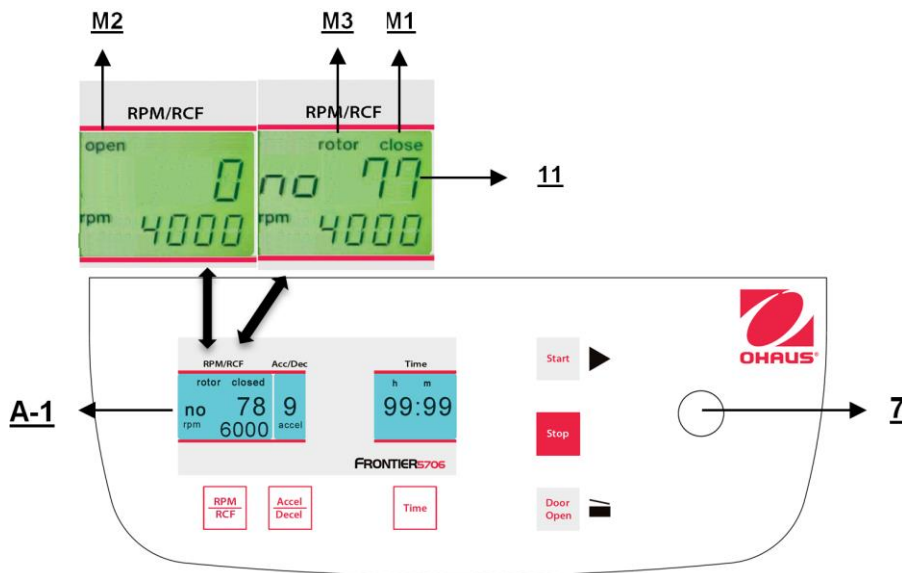 M2
M3 M1
RPM/RCF
open
0
rpm 4000
RPM/RCF
rotor close
no 77
rpm 4000
11
OHAUS®
RPM/RCF Acc/Dec
rotor closed
no 78 9
rpm 6000 accel
Time
h m
99:99
FRONTIER5706
A-1
Start
Stop
7
RPM
RCF
Accel
Decel
Time
Door
Open